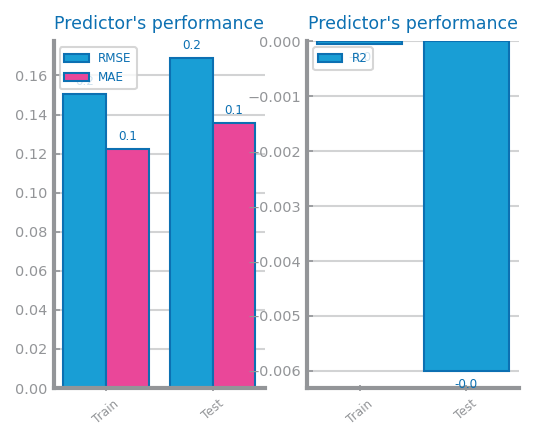 Predictor's performance
RMSE
MAE
0.2
0.1
0.2
0.1
0.16
0.14
0.12
0.10
0.08
0.06
0.04
0.02
0.00
Train
Test
Predictor's performance
R2
-0.0
0.000
−0.001
−0.002
−0.003
−0.004
−0.005
−0.006
Train
Test